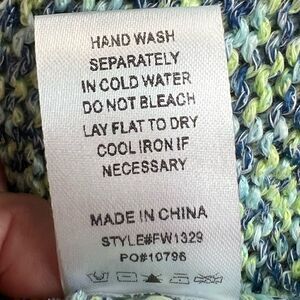 HAND WASH
SEPARATELY
IN COLD WATER
DO NOT BLEACH
LAY FLAT TO DRY
COOL IRON IF
NECESSARY
MADE IN CHINA
STYLE#FW1329
PO#10796